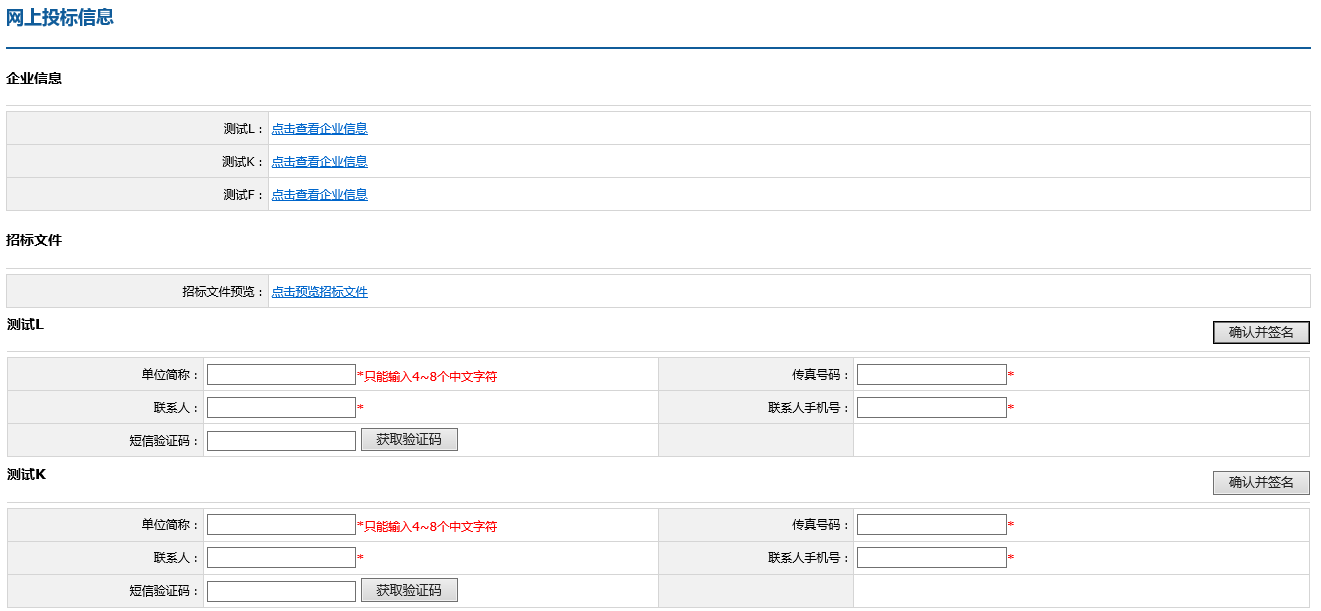 网上投标信息
企业信息
测试L： 点击查看企业信息
测试K： 点击查看企业信息
测试F： 点击查看企业信息
招标文件
招标文件预览： 点击预览招标文件
测试L 确认并签名
单位简称： *只能输入4~8个中文字符 传真号码： *
联系人： * 联系人手机号： *
短信验证码： 获取验证码
测试K 确认并签名
单位简称： *只能输入4~8个中文字符 传真号码： *
联系人： * 联系人手机号： *
短信验证码： 获取验证码